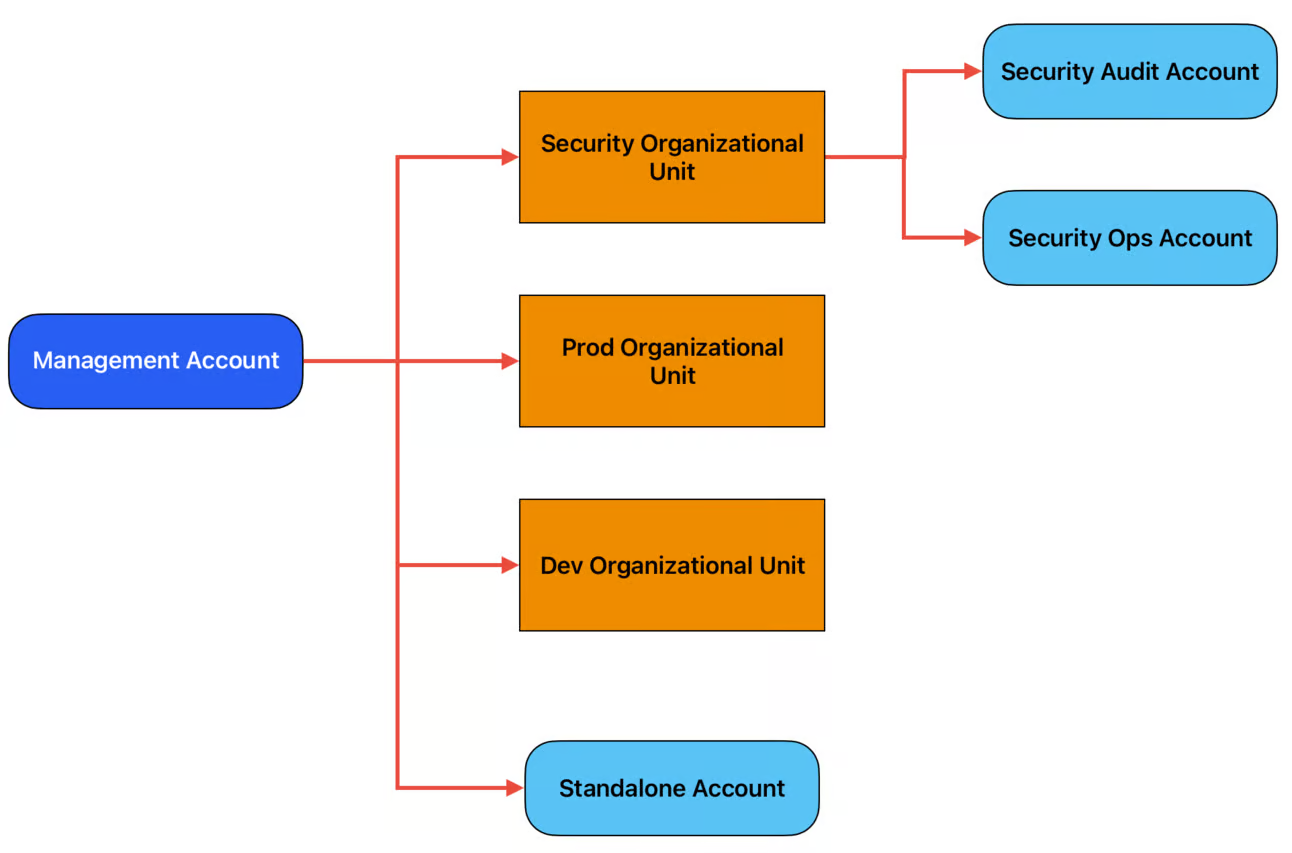 Security Audit Account
Security Organizational
Unit
Security Ops Account
Management Account
Prod Organizational
Unit
Dev Organizational Unit
Standalone Account